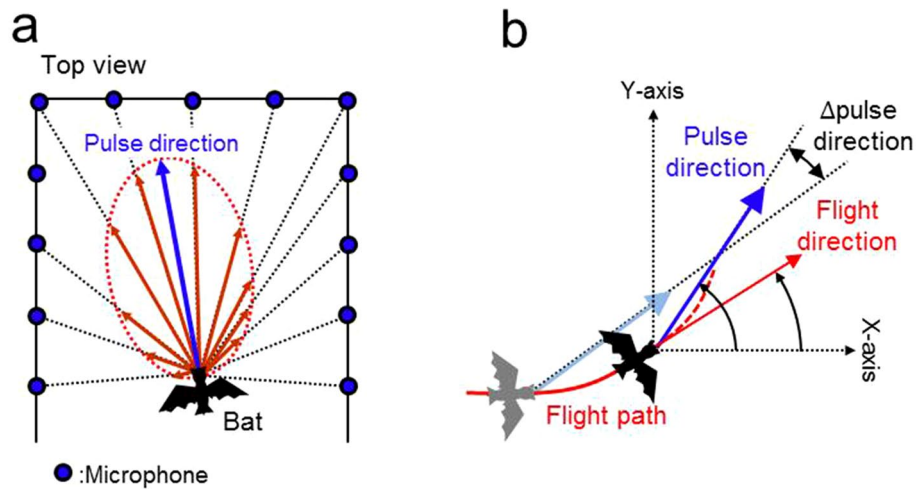 a
Top view
Pulse direction
Bat
:Microphone
b
Y-axis
Pulse
direction
Δpulse
direction
Flight
direction
X-axis
Flight path